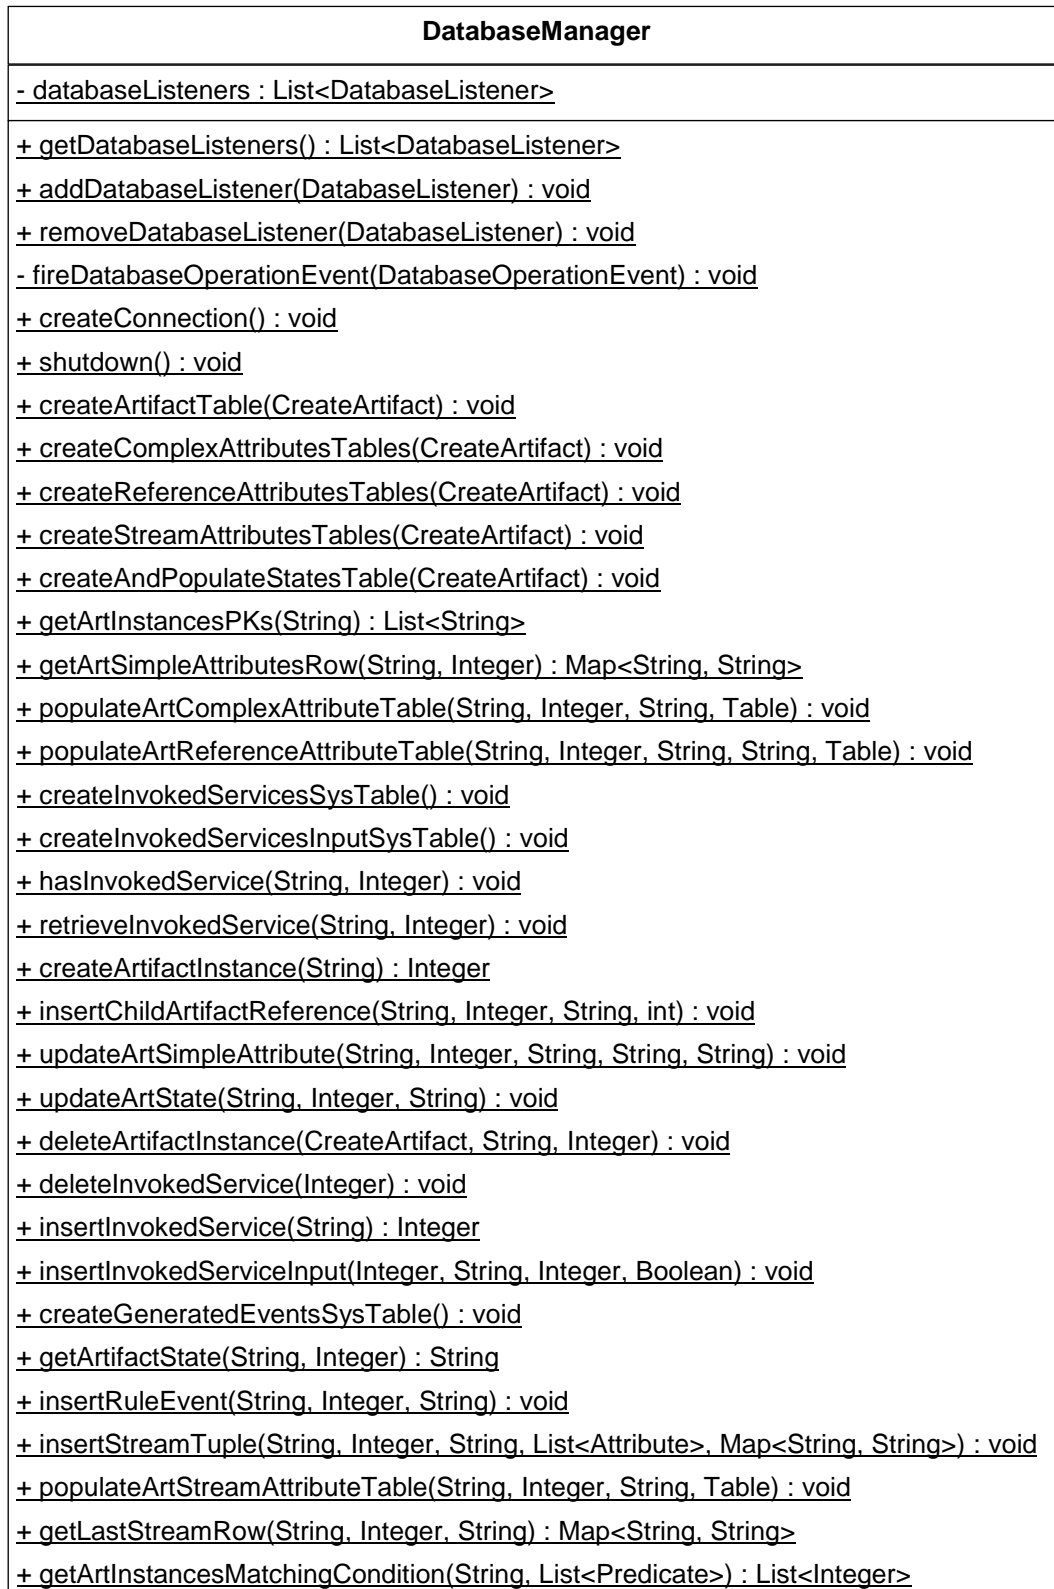 DatabaseManager
- databaseListeners : List<DatabaseListener>
+ getDatabaseListeners() : List<DatabaseListener>
+ addDatabaseListener(DatabaseListener) : void
+ removeDatabaseListener(DatabaseListener) : void
- fireDatabaseOperationEvent(DatabaseOperationEvent) : void
+ createConnection() : void
+ shutdown() : void
+ createArtifactTable(CreateArtifact) : void
+ createComplexAttributesTables(CreateArtifact) : void
+ createReferenceAttributesTables(CreateArtifact) : void
+ createStreamAttributesTables(CreateArtifact) : void
+ createAndPopulateStatesTable(CreateArtifact) : void
+ getArtInstancesPKs(String) : List<String>
+ getArtSimpleAttributesRow(String, Integer) : Map<String, String>
+ populateArtComplexAttributeTable(String, Integer, String, Table) : void
+ populateArtReferenceAttributeTable(String, Integer, String, String, Table) : void
+ createInvokedServicesSysTable() : void
+ createInvokedServicesInputSysTable() : void
+ hasInvokedService(String, Integer) : void
+ retrieveInvokedService(String, Integer) : void
+ createArtifactInstance(String) : Integer
+ insertChildArtifactReference(String, Integer, String, int) : void
+ updateArtSimpleAttribute(String, Integer, String, String, String) : void
+ updateArtState(String, Integer, String) : void
+ deleteArtifactInstance(CreateArtifact, String, Integer) : void
+ deleteInvokedService(Integer) : void
+ insertInvokedService(String) : Integer
+ insertInvokedServiceInput(Integer, String, Integer, Boolean) : void
+ createGeneratedEventsSysTable() : void
+ getArtifactState(String, Integer) : String
+ insertRuleEvent(String, Integer, String) : void
+ insertStreamTuple(String, Integer, String, List<Attribute>, Map<String, String>) : void
+ populateArtStreamAttributeTable(String, Integer, String, Table) : void
+ getLastStreamRow(String, Integer, String) : Map<String, String>
+ getArtInstancesMatchingCondition(String, List<Predicate>) : List<Integer>